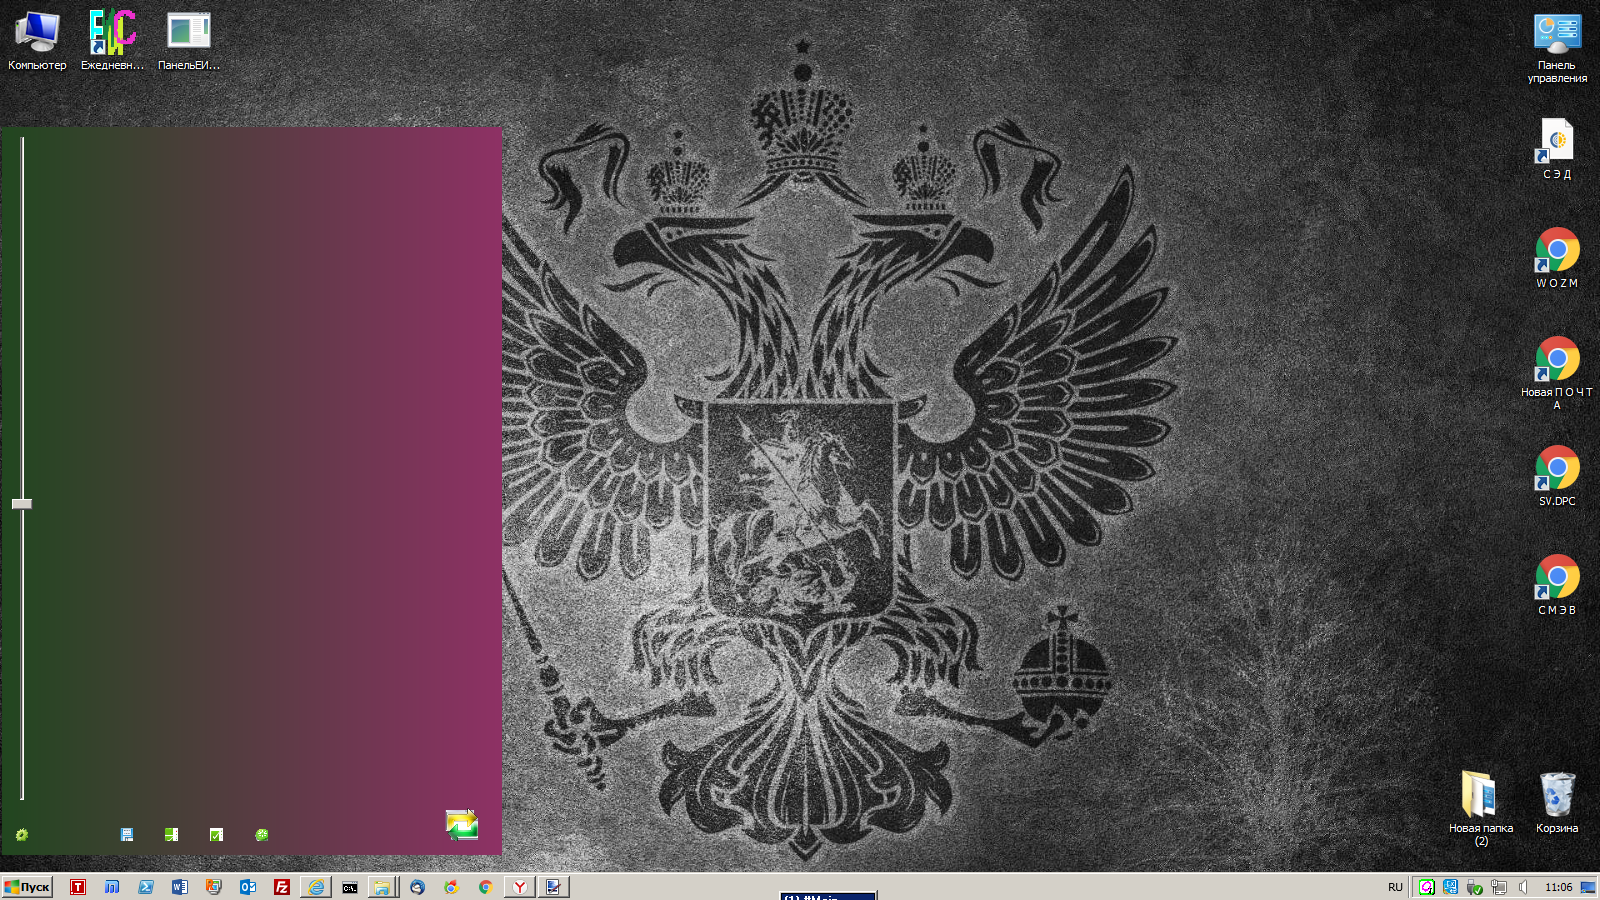 Компьютер
Ежедневн...
ПанельЕИ...
Панель
управления
С Э Д
W O Z M
Новая П О Ч Т
А
SV.DPC
С М Э В
Новая папка
(2)
Корзина
Пуск
RU
11:06